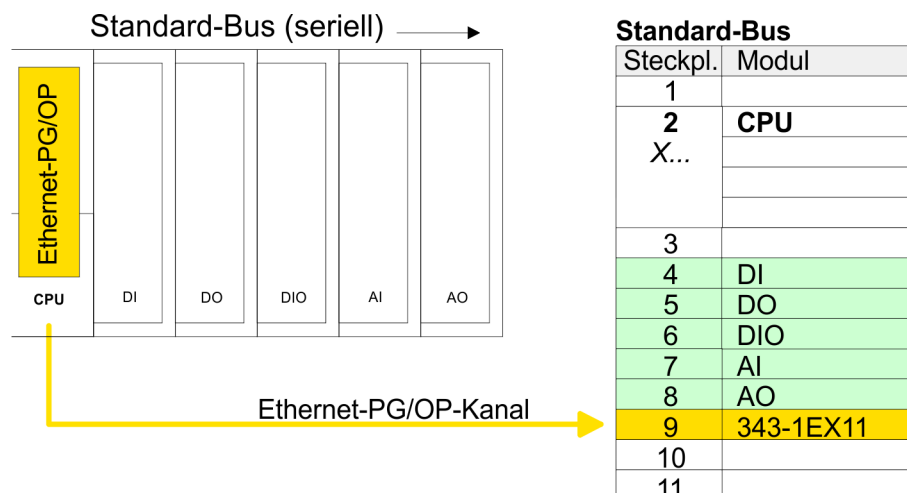 Standard-Bus (seriell)
Ethernet-PG/OP
CPU
DI
DO
DIO
AI
AO
Ethernet-PG/OP-Kanal
Standard-Bus
Steckpl. Modul
1
2 CPU
X...
3
4 DI
5 DO
6 DIO
7 AI
8 AO
9 343-1EX11
10
11